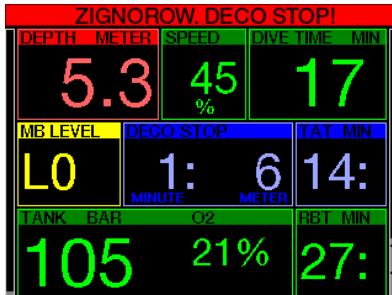 ZIGNOROW. DECO STOP!
DEPTH METER SPEED DIVE TIME MIN
5.3 45 % 17
MB LEVEL DECO STOP TAT MIN
L0 1: 6 14:
MINUTE METER
TANK BAR O2 RBT MIN
105 21% 27: